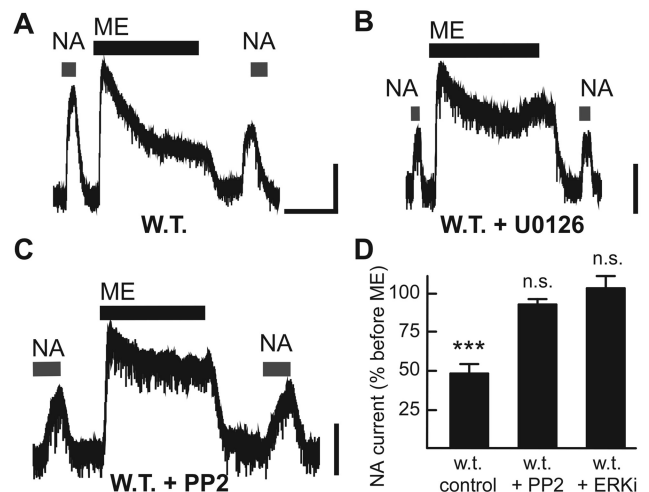 A
NA
ME
W.T.
B
ME
NA
NA
W.T. + U0126
C
ME
NA
NA
W.T. + PP2
D
NA current (% before ME)
100
75
50
25
***
n.s.
n.s.
w.t.
control
w.t.
+ PP2
w.t.
+ ERKi